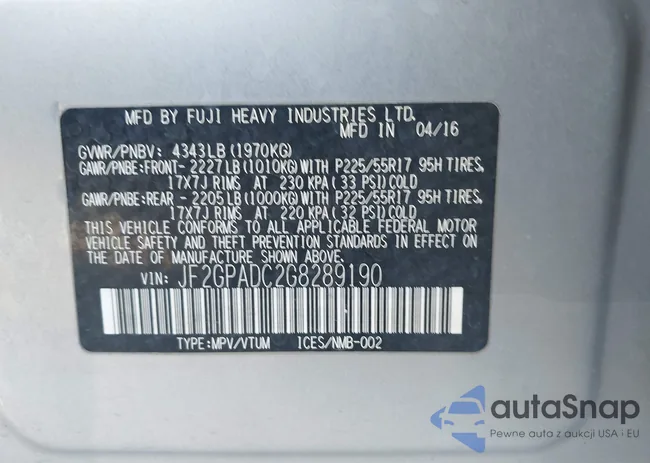 MFD BY FUJI HEAVY INDUSTRIES LTD.
MFD IN 04/16
GVWR/PNBV: 4343LB (1970KG)
GAWR/PNBE:FRONT- 2227LB (1010KG) WITH P225/55R17 95H TIRES,
17X7J RIMS AT 230 KPA (33 PSI) COLD
GAWR/PNBE:REAR - 2205LB (1000KG) WITH P225/55R17 95H TIRES,
17X7J RIMS AT 220 KPA (32 PSI) COLD
THIS VEHICLE CONFORMS TO ALL APPLICABLE FEDERAL MOTOR
VEHICLE SAFETY AND THEFT PREVENTION STANDARDS IN EFFECT ON
THE DATE OF MANUFACTURE SHOWN ABOVE.
VIN: JF2GPADC2G8289190
TYPE:MPV/VTUM ICES/NMB-002
autaSnap
Pewne auta z aukcji USA i EU